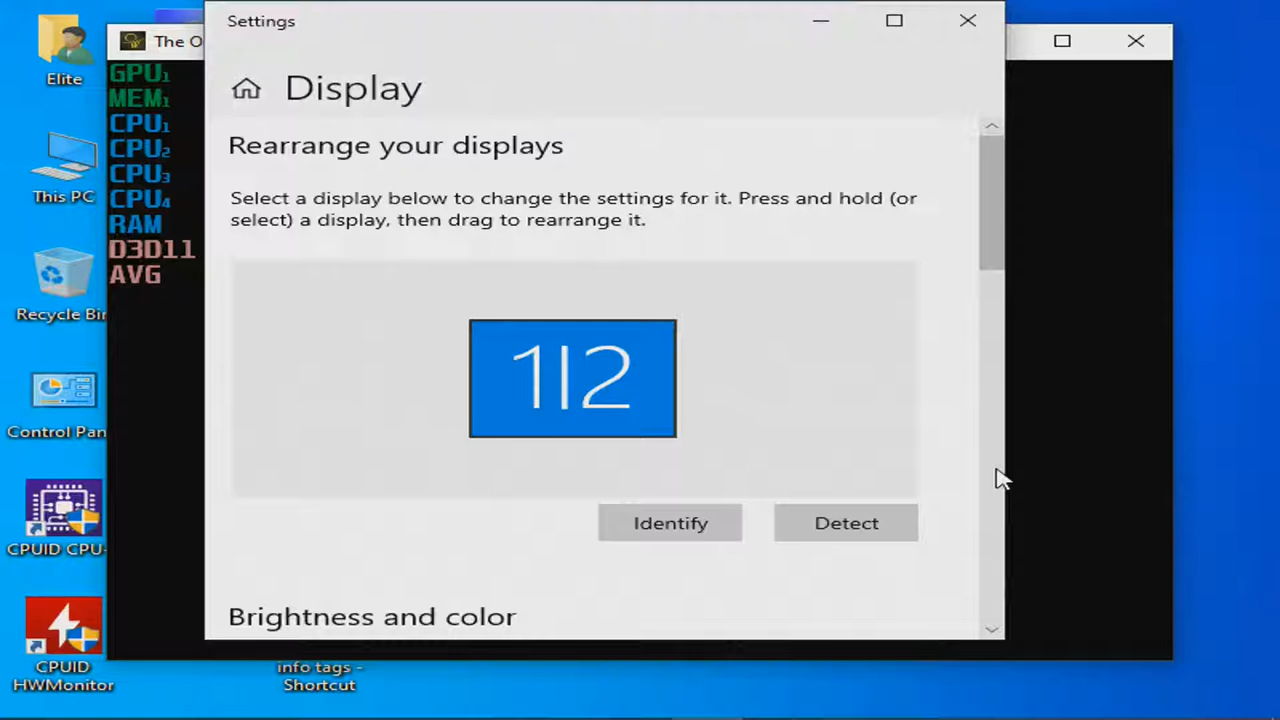 Settings
Display
Rearrange your displays
Select a display below to change the settings for it. Press and hold (or
select) a display, then drag to rearrange it.
1|2
Identify
Detect
Brightness and color
The O
GPU1
MEM1
CPU1
CPU2
CPU3
CPU4
RAM
D3D11
AVG
Elite
This PC
Recycle Bin
Control Pan
CPUID CPU-
CPUID
HWMonitor
info tags -
Shortcut